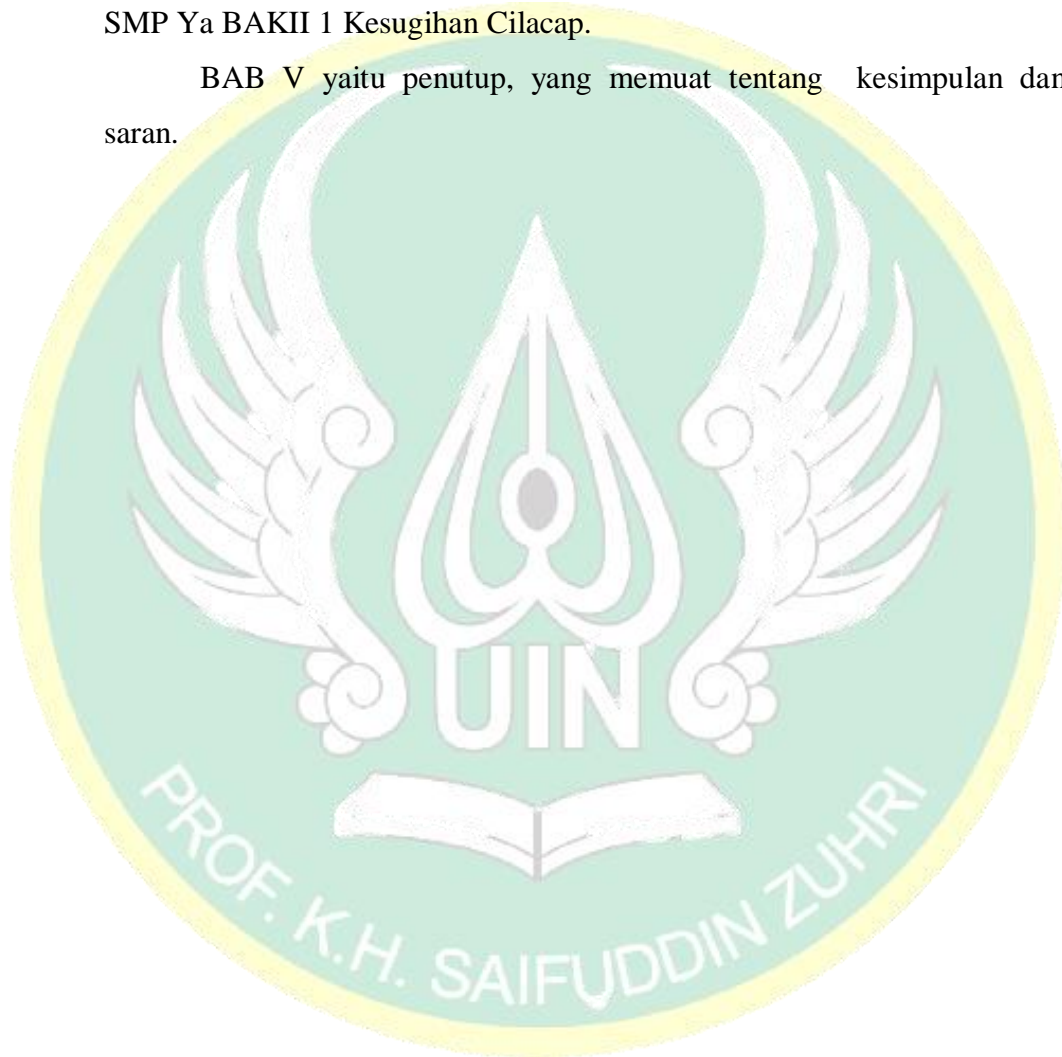 SMP Ya BAKII 1 Kesugihan Cilacap.
BAB V yaitu penutup, yang memuat tentang kesimpulan dan
saran.
UIN
PROF. K.H. SAIFUDDIN ZUHRI